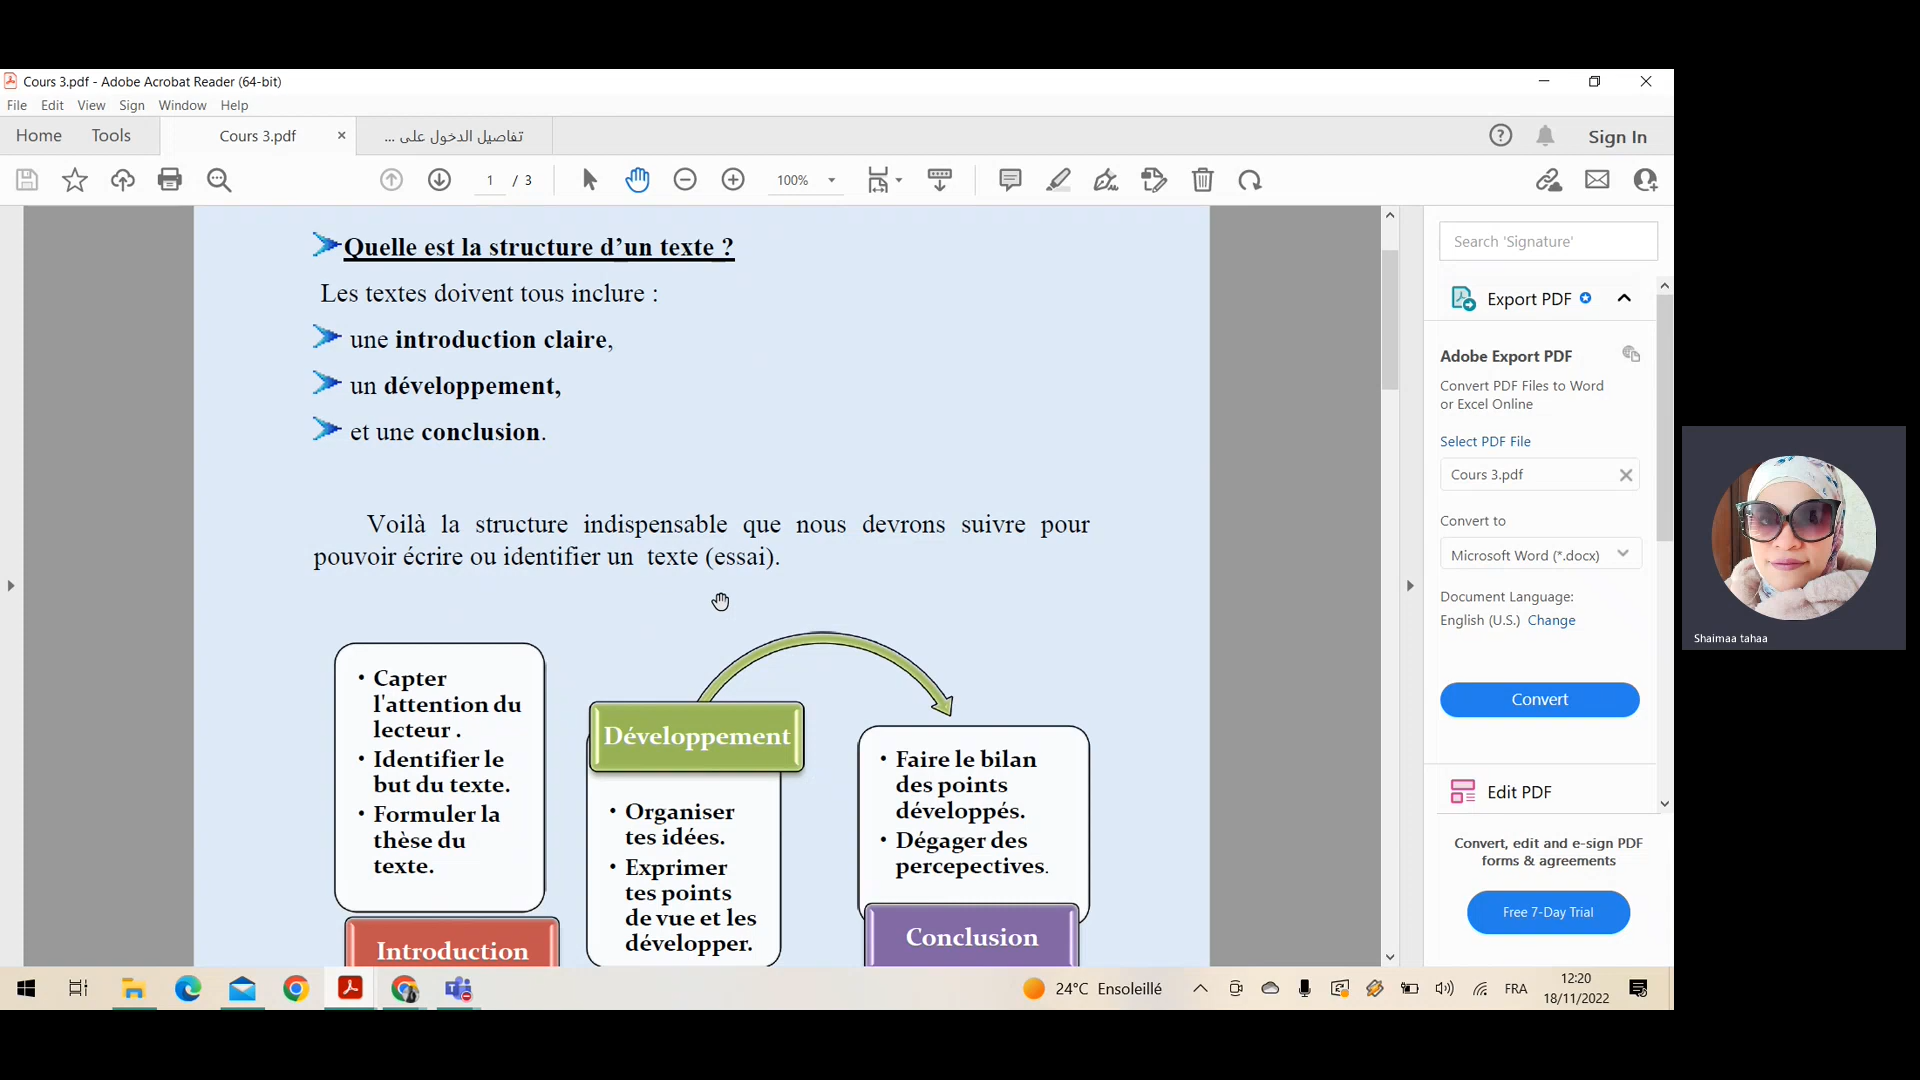 Cours 3.pdf - Adobe Acrobat Reader (64-bit)
File Edit View Sign Window Help
Home Tools Cours 3.pdf تفاصيل الدخول على ... Sign In
1 / 3 100%
Quelle est la structure d’un texte ?
Les textes doivent tous inclure :
une introduction claire,
un développement,
et une conclusion.
Voilà la structure indispensable que nous devrons suivre pour
pouvoir écrire ou identifier un texte (essai).
• Capter
l'attention du
lecteur .
• Identifier le
but du texte.
• Formuler la
thèse du
texte.
Introduction
Développement
• Organiser
tes idées.
• Exprimer
tes points
de vue et les
développer.
• Faire le bilan
des points
développés.
• Dégager des
percepectives.
Conclusion
Search 'Signature'
Export PDF
Adobe Export PDF
Convert PDF Files to Word
or Excel Online
Select PDF File
Cours 3.pdf
Convert to
Microsoft Word (*.docx)
Document Language:
English (U.S.) Change
Convert
Edit PDF
Convert, edit and e-sign PDF
forms & agreements
Free 7-Day Trial
Shaimaa tahaa
24°C Ensoleillé
FRA
12:20
18/11/2022